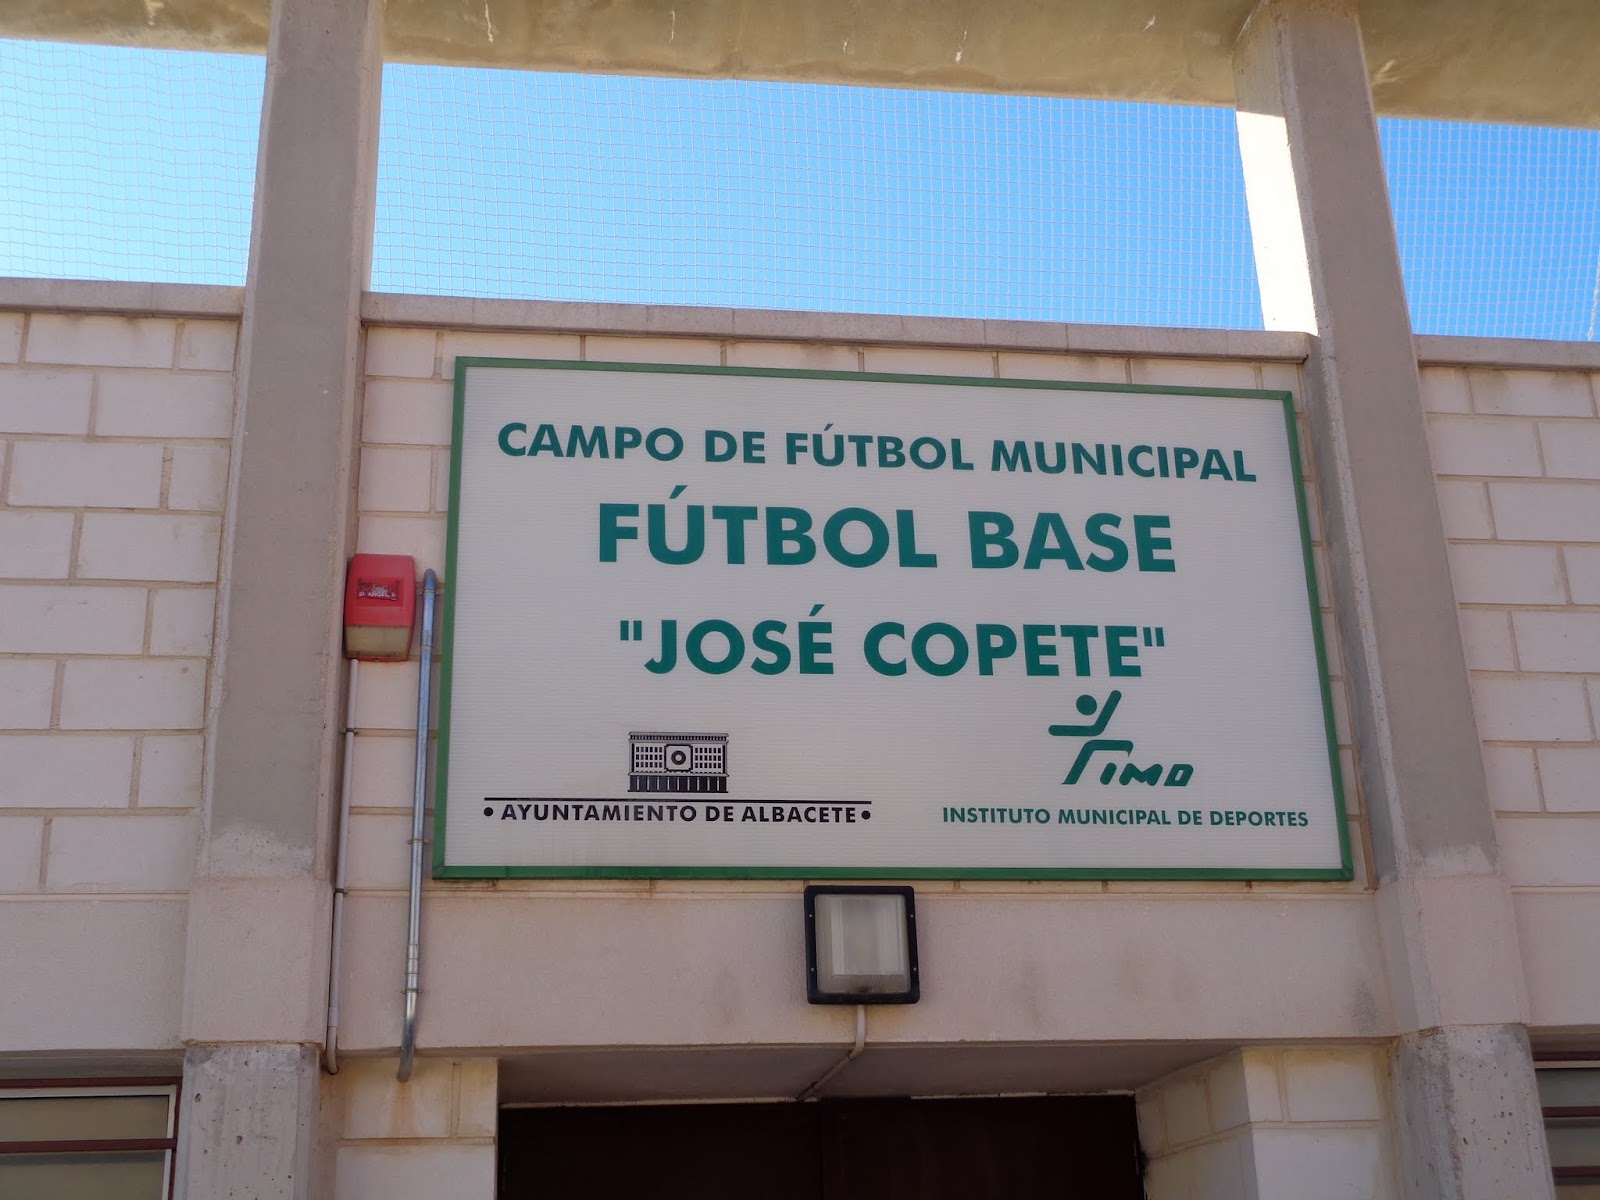 CAMPO DE FÚTBOL MUNICIPAL
FÚTBOL BASE
"JOSÉ COPETE"
IMD
• AYUNTAMIENTO DE ALBACETE •
INSTITUTO MUNICIPAL DE DEPORTES